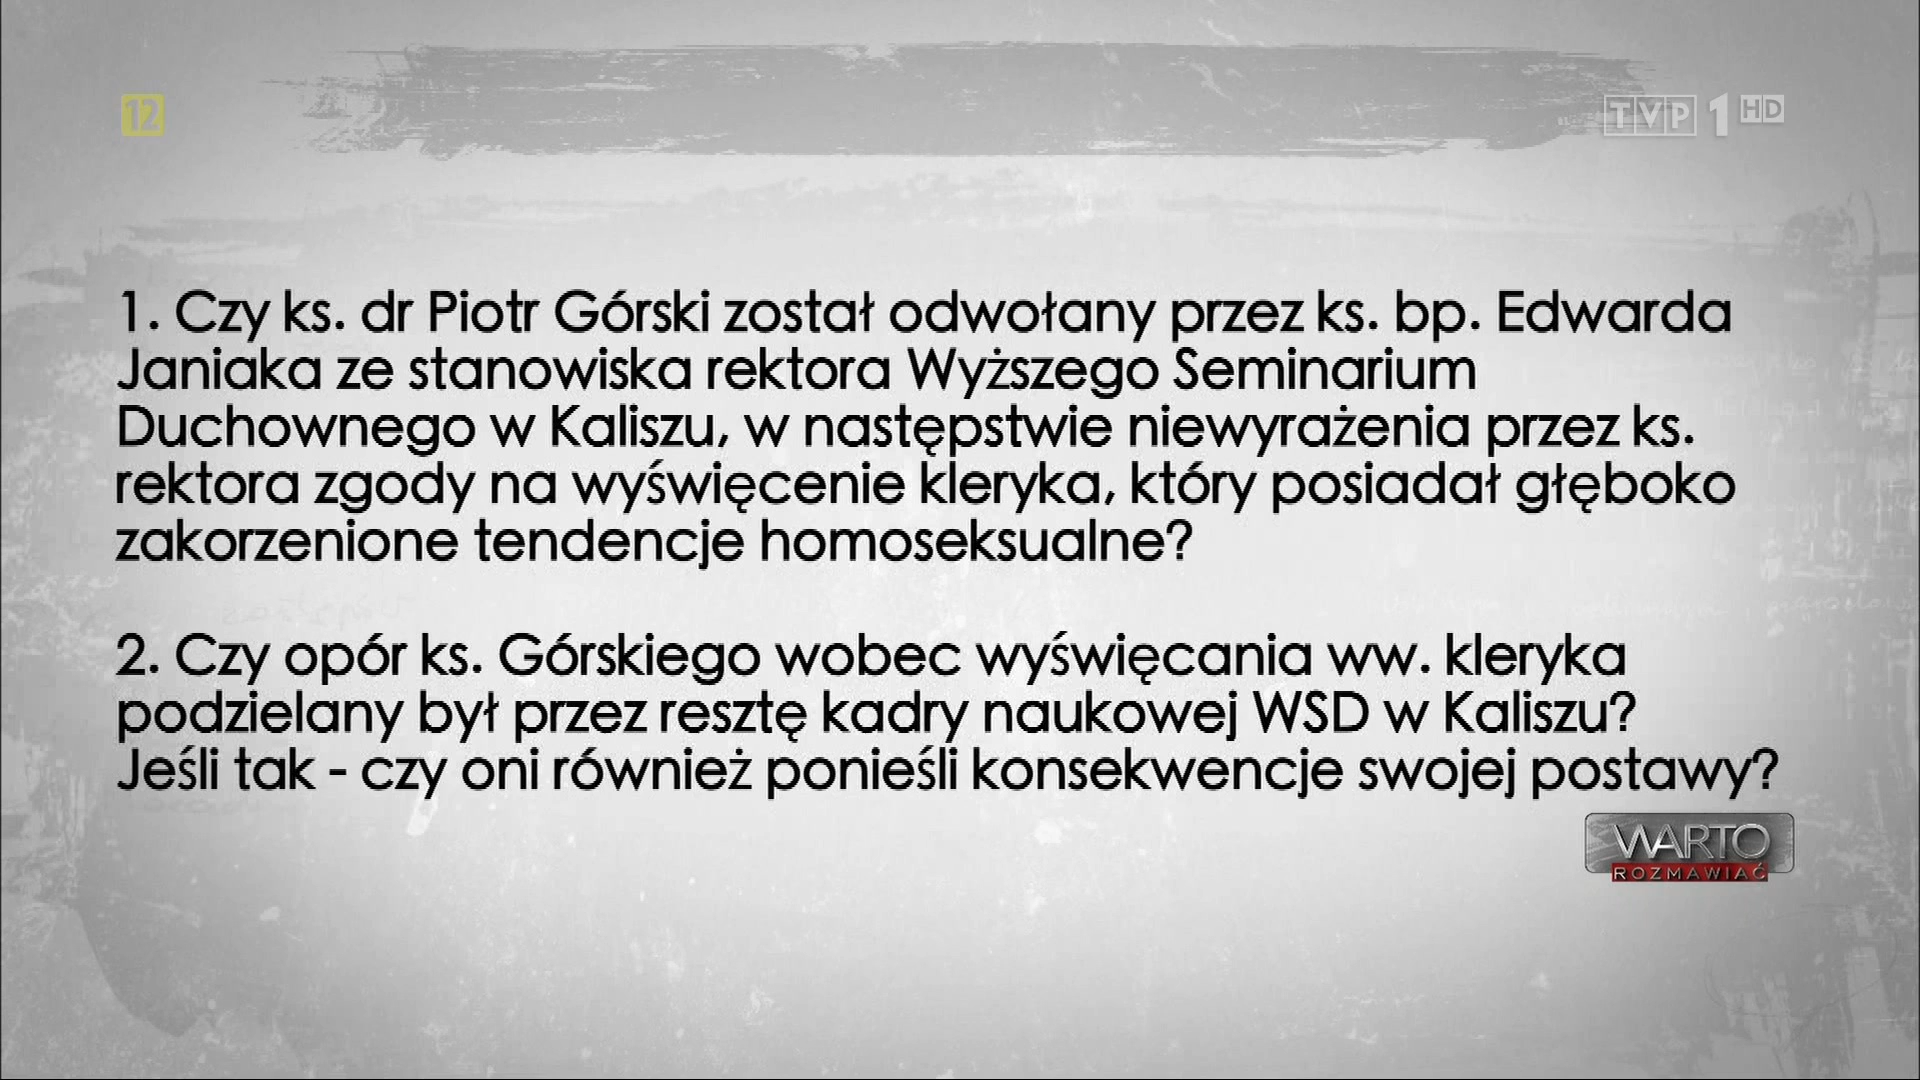 12
TVP 1 HD
1. Czy ks. dr Piotr Górski został odwołany przez ks. bp. Edwarda
Janiaka ze stanowiska rektora Wyższego Seminarium
Duchownego w Kaliszu, w następstwie niewyrażenia przez ks.
rektora zgody na wyświęcenie kleryka, który posiadał głęboko
zakorzenione tendencje homoseksualne?
2. Czy opór ks. Górskiego wobec wyświęcania ww. kleryka
podzielany był przez resztę kadry naukowej WSD w Kaliszu?
Jeśli tak - czy oni również ponieśli konsekwencje swojej postawy?
WARTO
ROZMAWIAĆ